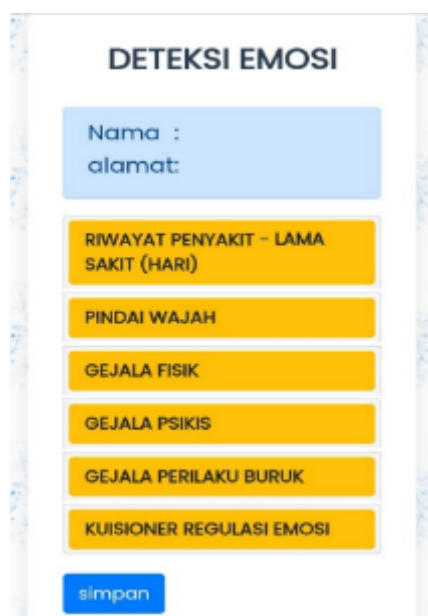 DETEKSI EMOSI
Nama :
alamat:
RIWAYAT PENYAKIT - LAMA
SAKIT (HARI)
PINDAI WAJAH
GEJALA FISIK
GEJALA PSIKIS
GEJALA PERILAKU BURUK
KUISIONER REGULASI EMOSI
simpan